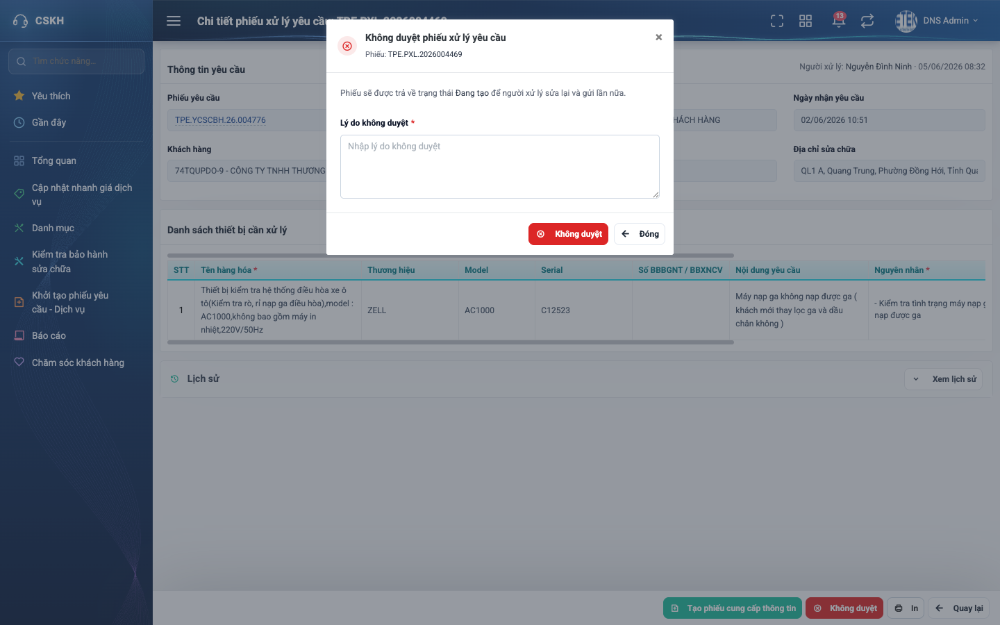 CSKH
Chi tiết phiếu xử lý yêu cầu: TPE.PXL.2026004469
13
DNS Admin
Tìm chức năng...
Yêu thích
Gần đây
Tổng quan
Cập nhật nhanh giá dịch
vụ
Danh mục
Kiểm tra bảo hành
sửa chữa
Khởi tạo phiếu yêu
cầu - Dịch vụ
Báo cáo
Chăm sóc khách hàng
Không duyệt phiếu xử lý yêu cầu
Phiếu: TPE.PXL.2026004469
Phiếu sẽ được trả về trạng thái Đang tạo để người xử lý sửa lại và gửi lần nữa.
Lý do không duyệt *
Nhập lý do không duyệt
Không duyệt
Đóng
Thông tin yêu cầu
Người xử lý: Nguyễn Đình Ninh · 05/06/2026 08:32
Phiếu yêu cầu
Ngày nhận yêu cầu
TPE.YCSCBH.26.004776
HÁCH HÀNG
02/06/2026 10:51
Khách hàng
Địa chỉ sửa chữa
74TQUPDO-9 - CÔNG TY TNHH THƯƠNG
QL1 A, Quang Trung, Phường Đồng Hới, Tỉnh Quả
Danh sách thiết bị cần xử lý
STT Tên hàng hóa * Thương hiệu Model Serial Số BBBGNT / BBXNCV Nội dung yêu cầu Nguyên nhân *
1
Thiết bị kiểm tra hệ thống điều hòa xe ô
tô(Kiểm tra rò, rỉ nạp ga điều hòa),model :
AC1000,không bao gồm máy in
nhiệt,220V/50Hz
ZELL
AC1000
C12523
Máy nạp ga không nạp được ga (
khách mới thay lọc ga và dầu
chân không )
- Kiểm tra tình trạng máy nạp g
nạp được ga
Lịch sử
Xem lịch sử
Tạo phiếu cung cấp thông tin
Không duyệt
In
Quay lại